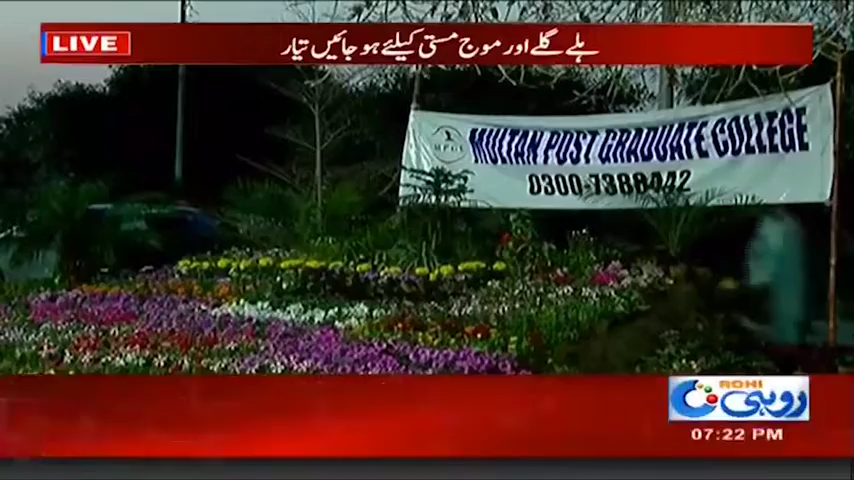 LIVE
ہلے گلے اور موج مستی کیلئے ہو جائیں تیار
MULTAN POST GRADUATE COLLEGE
0300-7388442
ROHI
روہی
07:22 PM